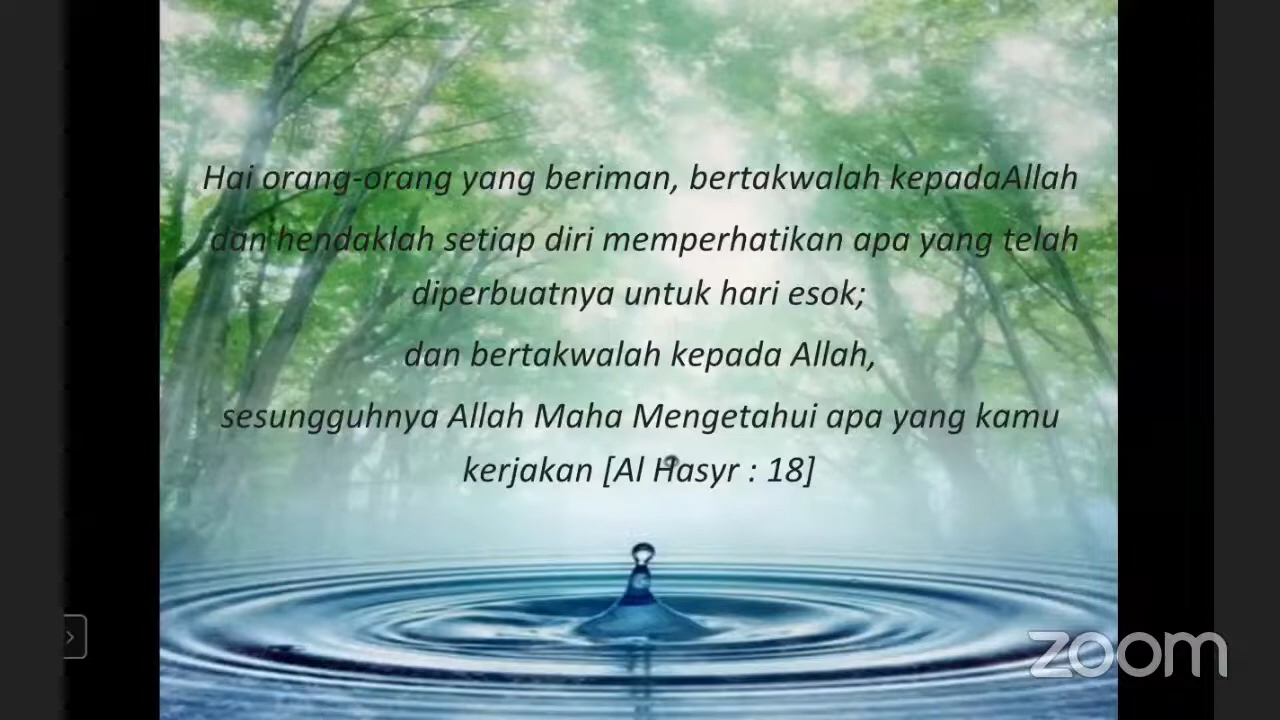 Hai orang-orang yang beriman, bertakwalah kepadaAllah
dan hendaklah setiap diri memperhatikan apa yang telah
diperbuatnya untuk hari esok;
dan bertakwalah kepada Allah,
sesungguhnya Allah Maha Mengetahui apa yang kamu
kerjakan [Al Hasyr : 18]
zoom